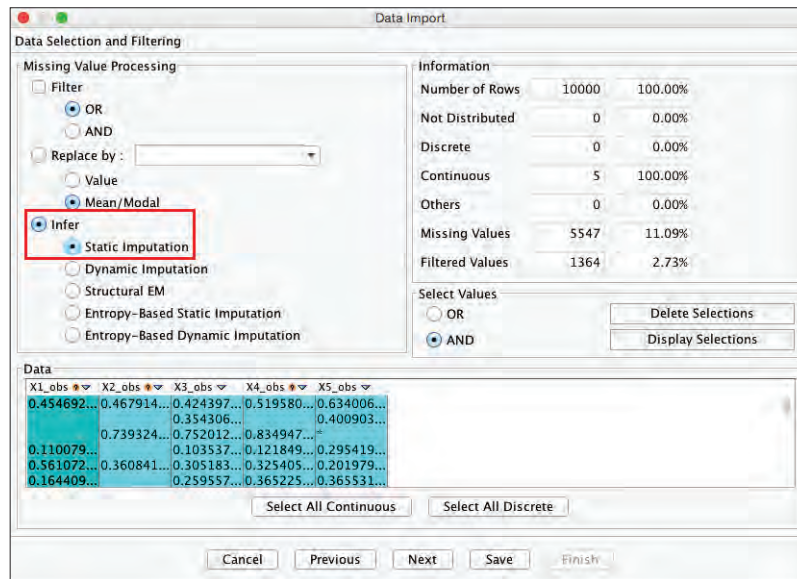 Data Import
Data Selection and Filtering
Missing Value Processing
Filter
OR
AND
Replace by :
Value
Mean/Modal
Infer
Static Imputation
Dynamic Imputation
Structural EM
Entropy-Based Static Imputation
Entropy-Based Dynamic Imputation
Information
Number of Rows 10000 100.00%
Not Distributed 0 0.00%
Discrete 0 0.00%
Continuous 5 100.00%
Others 0 0.00%
Missing Values 5547 11.09%
Filtered Values 1364 2.73%
Select Values
OR
AND
Delete Selections
Display Selections
Data
X1_obs X2_obs X3_obs X4_obs X5_obs
0.454692... 0.467914... 0.424397... 0.519580... 0.634006...
0.354306... 0.400903...
0.739324... 0.752012... 0.834947... *
0.110079... 0.103537... 0.121849... 0.295419...
0.561072... 0.360841... 0.305183... 0.325405... 0.201979...
0.164409... 0.259557... 0.365225... 0.365531...
Select All Continuous Select All Discrete
Cancel Previous Next Save Finish